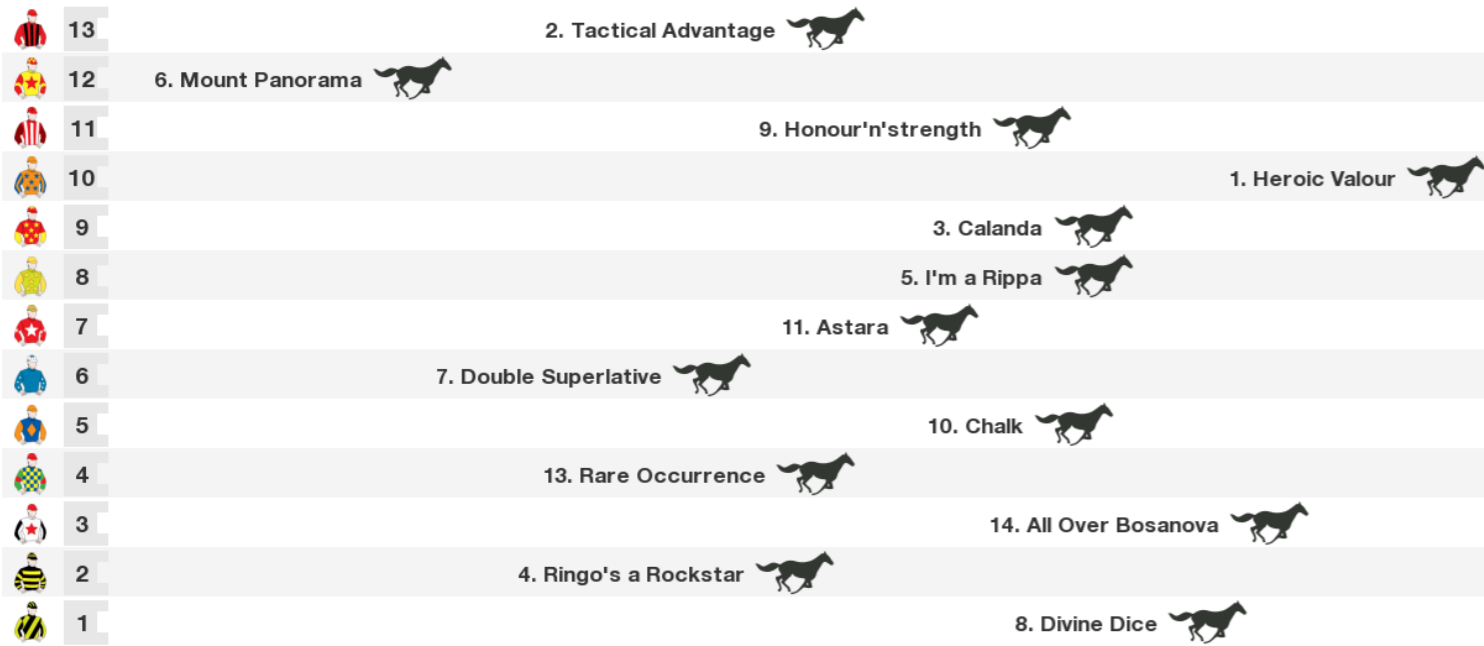 13 2. Tactical Advantage
12 6. Mount Panorama
11 9. Honour'n'strength
10 1. Heroic Valour
9 3. Calanda
8 5. I'm a Rippa
7 11. Astara
6 7. Double Superlative
5 10. Chalk
4 13. Rare Occurrence
3 14. All Over Bosanova
2 4. Ringo's a Rockstar
1 8. Divine Dice